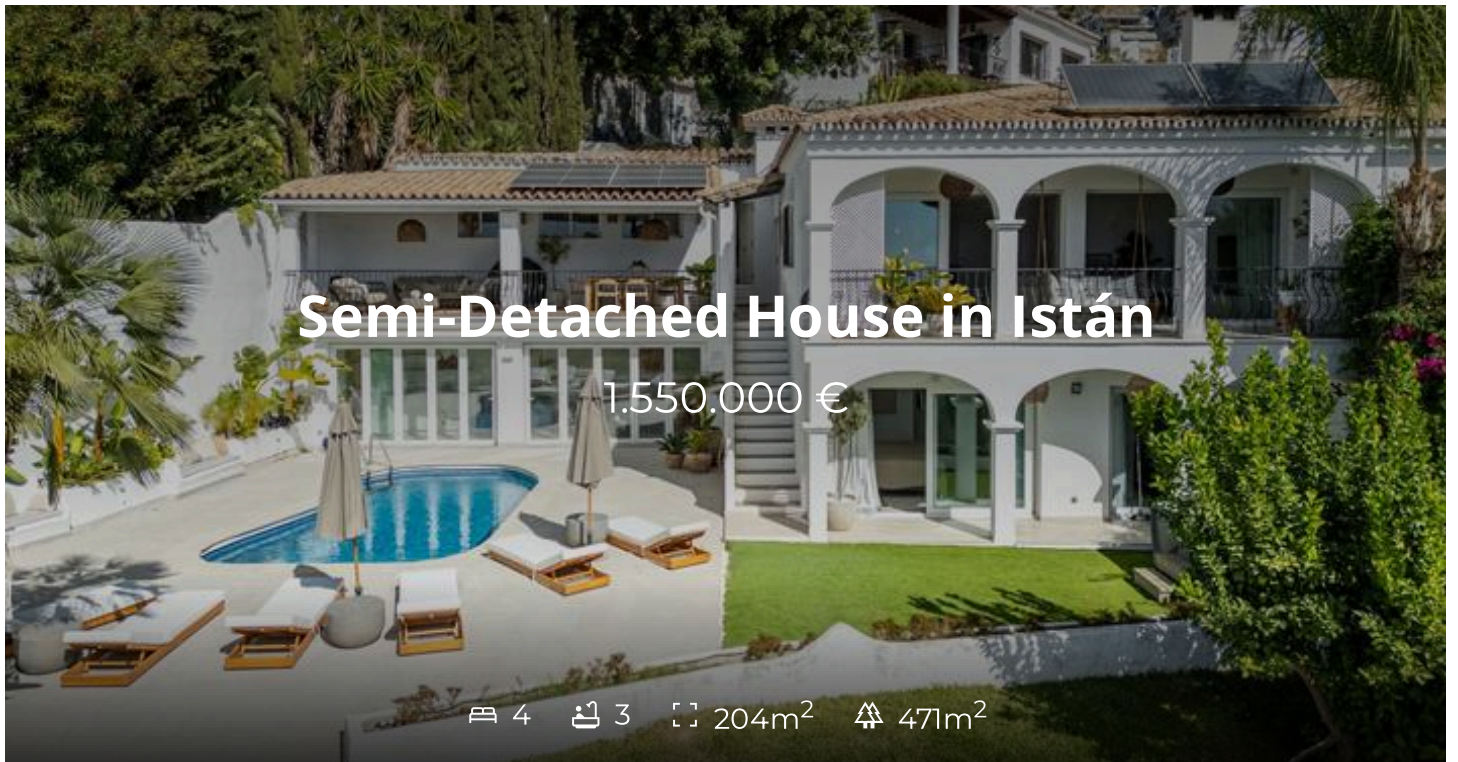 Semi-Detached House in Istán
1.550.000 €
4 3 204m² 471m²